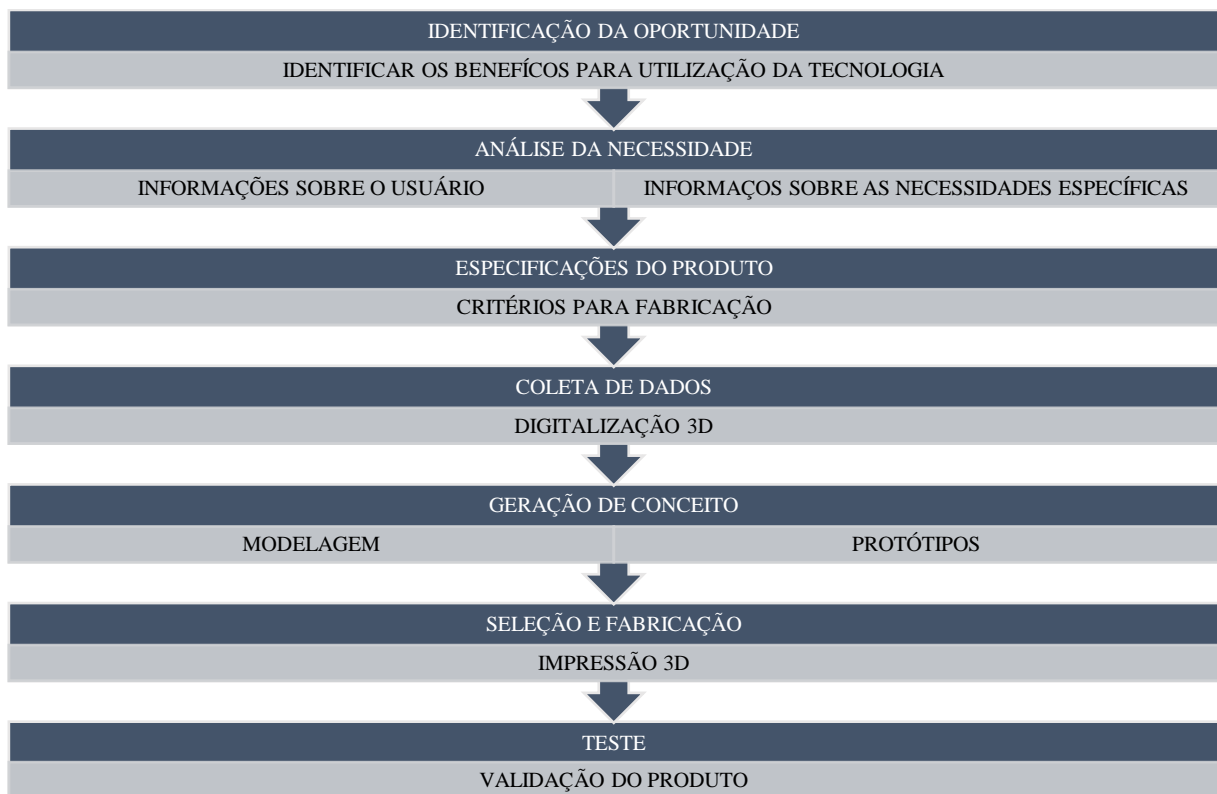 IDENTIFICAÇÃO DA OPORTUNIDADE
IDENTIFICAR OS BENEFÍCOS PARA UTILIZAÇÃO DA TECNOLOGIA
ANÁLISE DA NECESSIDADE
INFORMAÇÕES SOBRE O USUÁRIO
INFORMAÇOS SOBRE AS NECESSIDADES ESPECÍFICAS
ESPECIFICAÇÕES DO PRODUTO
CRITÉRIOS PARA FABRICAÇÃO
COLETA DE DADOS
DIGITALIZAÇÃO 3D
GERAÇÃO DE CONCEITO
MODELAGEM
PROTÓTIPOS
SELEÇÃO E FABRICAÇÃO
IMPRESSÃO 3D
TESTE
VALIDAÇÃO DO PRODUTO